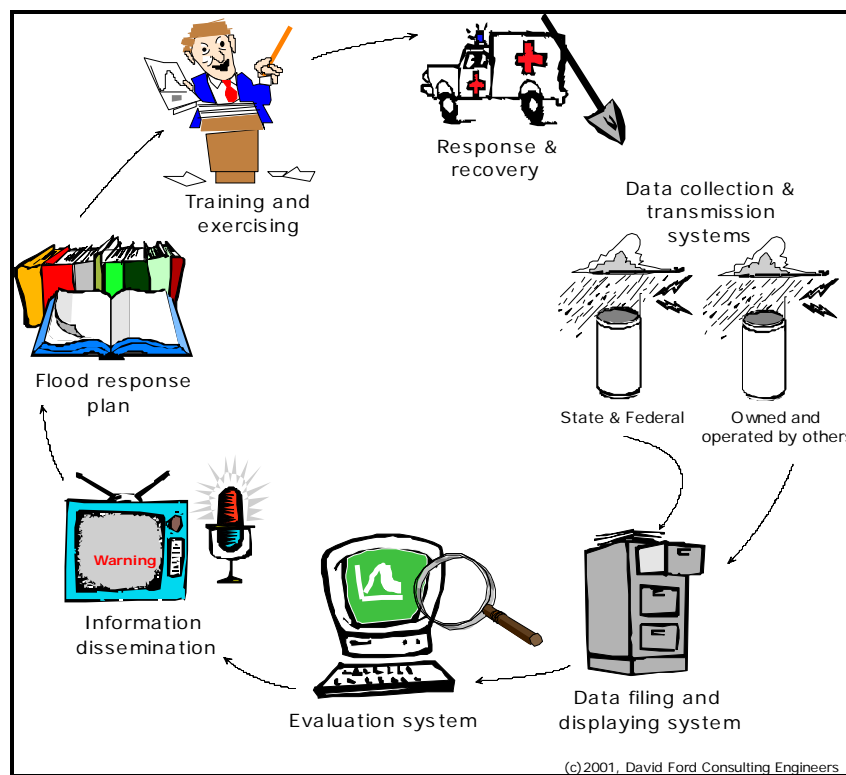 Training and
exercising
Response &
recovery
Data collection &
transmission
systems
State & Federal
Owned and
operated by others
Data filing and
displaying system
Evaluation system
Warning
Information
dissemination
Flood response
plan
(c)2001, David Ford Consulting Engineers